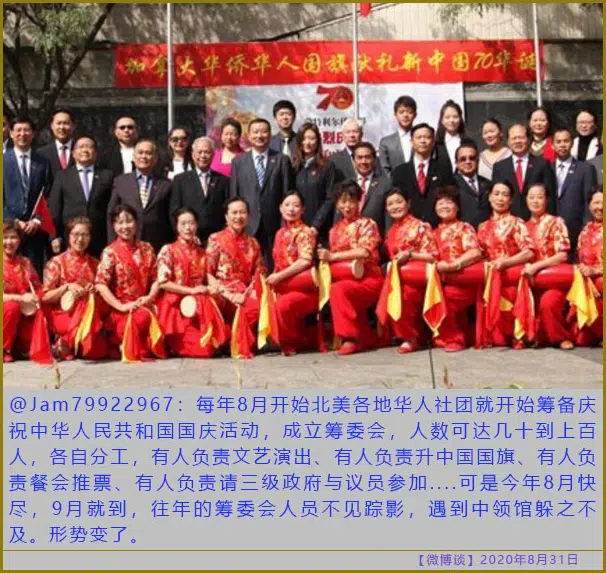 加拿大华侨华人国旗献礼新中国70华诞
70
@Jam79922967：每年8月开始北美各地华人社团就开始筹备庆
祝中华人民共和国国庆活动，成立筹委会，人数可达几十到上百
人，各自分工，有人负责文艺演出、有人负责升中国国旗、有人负
责餐会推票、有人负责请三级政府与议员参加....可是今年8月快
尽，9月就到，往年的筹委会人员不见踪影，遇到中领馆躲之不
及。形势变了。
【微博谈】2020年8月31日